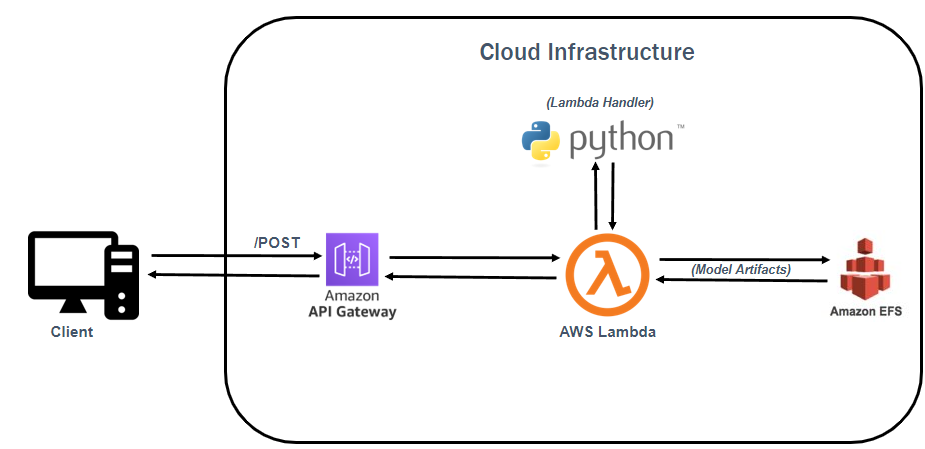 Cloud Infrastructure
(Lambda Handler)
python™
/POST
Amazon
API Gateway
Client
AWS Lambda
(Model Artifacts)
Amazon EFS